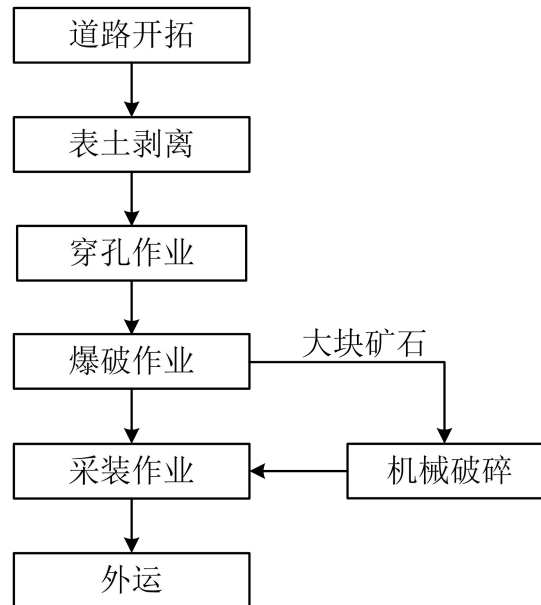 道路开拓
表土剥离
穿孔作业
爆破作业
大块矿石
采装作业
机械破碎
外运